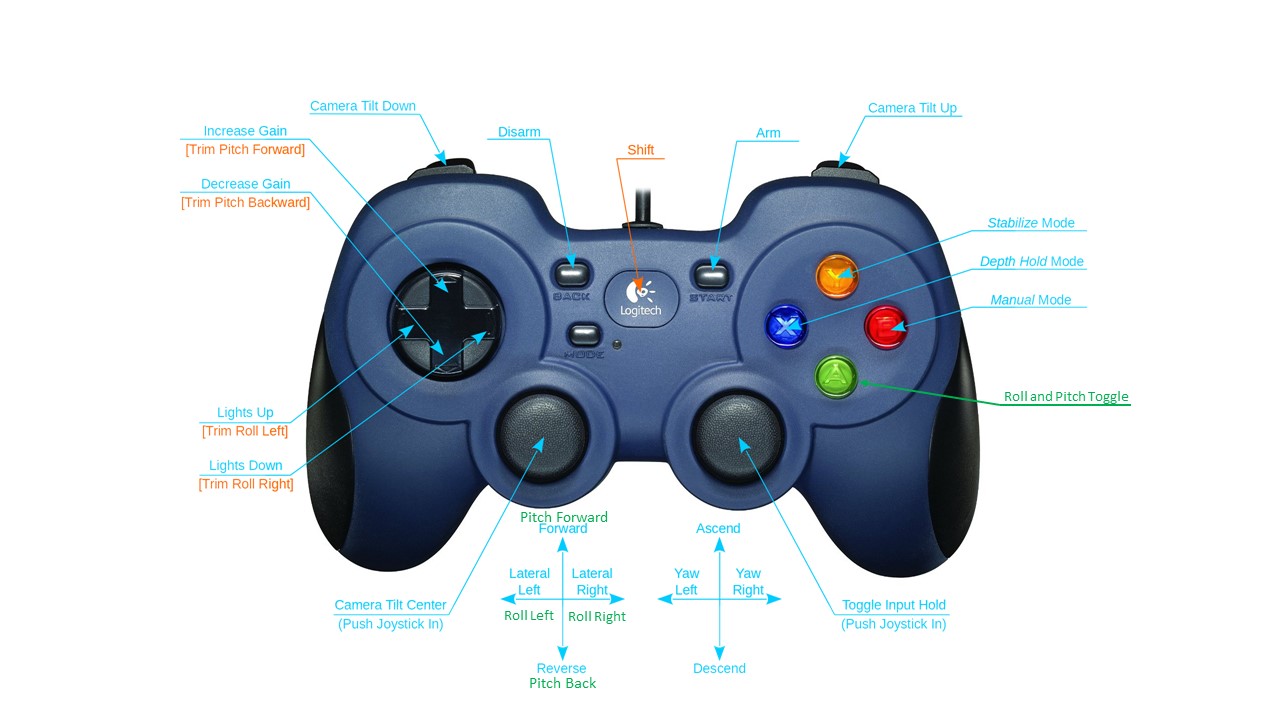 Camera Tilt Down
Camera Tilt Up
Increase Gain
[Trim Pitch Forward]
Disarm
Arm
Shift
Decrease Gain
[Trim Pitch Backward]
Stabilize Mode
Depth Hold Mode
Manual Mode
BACK
START
Logitech
MODE
Y
X
B
A
Roll and Pitch Toggle
Lights Up
[Trim Roll Left]
Lights Down
[Trim Roll Right]
Pitch Forward
Forward
Ascend
Lateral
Left
Lateral
Right
Yaw
Left
Yaw
Right
Roll Left
Roll Right
Camera Tilt Center
(Push Joystick In)
Toggle Input Hold
(Push Joystick In)
Reverse
Pitch Back
Descend